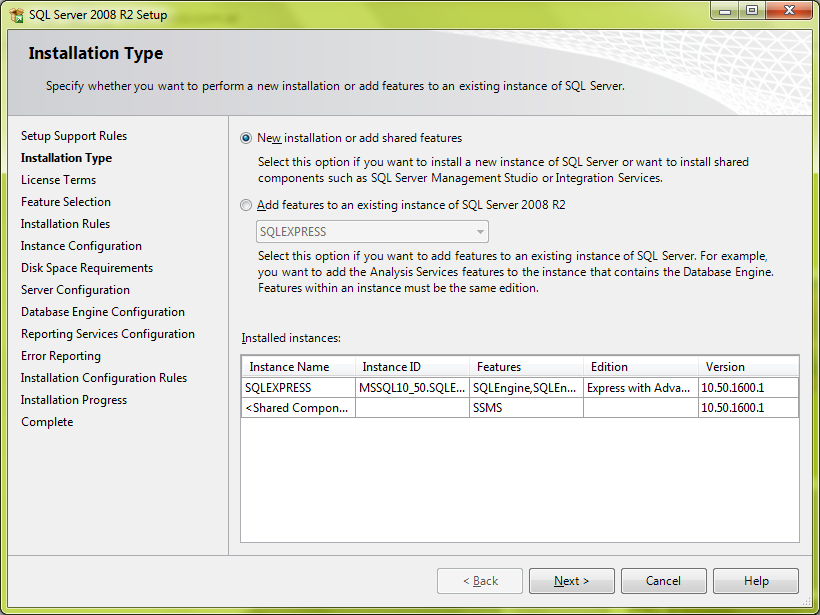 SQL Server 2008 R2 Setup
Installation Type
Specify whether you want to perform a new installation or add features to an existing instance of SQL Server.
Setup Support Rules
Installation Type
License Terms
Feature Selection
Installation Rules
Instance Configuration
Disk Space Requirements
Server Configuration
Database Engine Configuration
Reporting Services Configuration
Error Reporting
Installation Configuration Rules
Installation Progress
Complete
New installation or add shared features
Select this option if you want to install a new instance of SQL Server or want to install shared
components such as SQL Server Management Studio or Integration Services.
Add features to an existing instance of SQL Server 2008 R2
SQLEXPRESS
Select this option if you want to add features to an existing instance of SQL Server. For example,
you want to add the Analysis Services features to the instance that contains the Database Engine.
Features within an instance must be the same edition.
Installed instances:
Instance Name Instance ID Features Edition Version
SQLEXPRESS MSSQL10_50.SQLE... SQLEngine,SQLEn... Express with Adva... 10.50.1600.1
<Shared Compon... SSMS 10.50.1600.1
< Back Next > Cancel Help